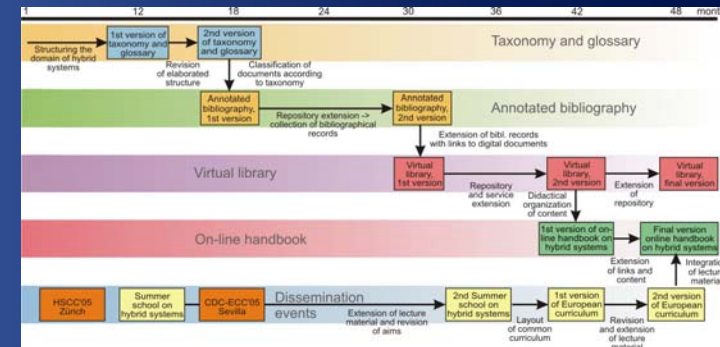 1 12 18 24 30 36 42 48 mont
Structuring the
domain of hybrid
systems
1st version of
taxonomy and
glossary
Revision
of elaborated
structure
2nd version
of taxonomy
and glossary
Classification of
documents according
to taxonomy
Taxonomy and glossary
Annotated
bibliography,
1st version
Repository extension ->
collection of bibliographical
records
Annotated
bibliography,
2nd version
Annotated bibliography
Extension of bibl. records
with links to digital documents
Virtual library
Virtual
library,
1st version
Repository
and service
extension
Virtual
library,
2nd version
Extension
of
repository
Virtual
library,
final version
Didactical
organization
of content
On-line handbook
1st version of on-
line handbook on
hybrid systems
Extension
of links and
content
Final version
online handbook
on hybrid systems
Integratio
of lectur
material
HSCC'05
Zürich
Summer
school on
hybrid systems
CDC-ECC'05
Sevilla
Dissemination
events
Extension of lecture
material and revision
of aims
2nd Summer
school on
hybrid systems
Layout
of common
curriculum
1st version
of European
curriculum
Revision
and extension
of lecture
material
2nd version
of European
curriculum